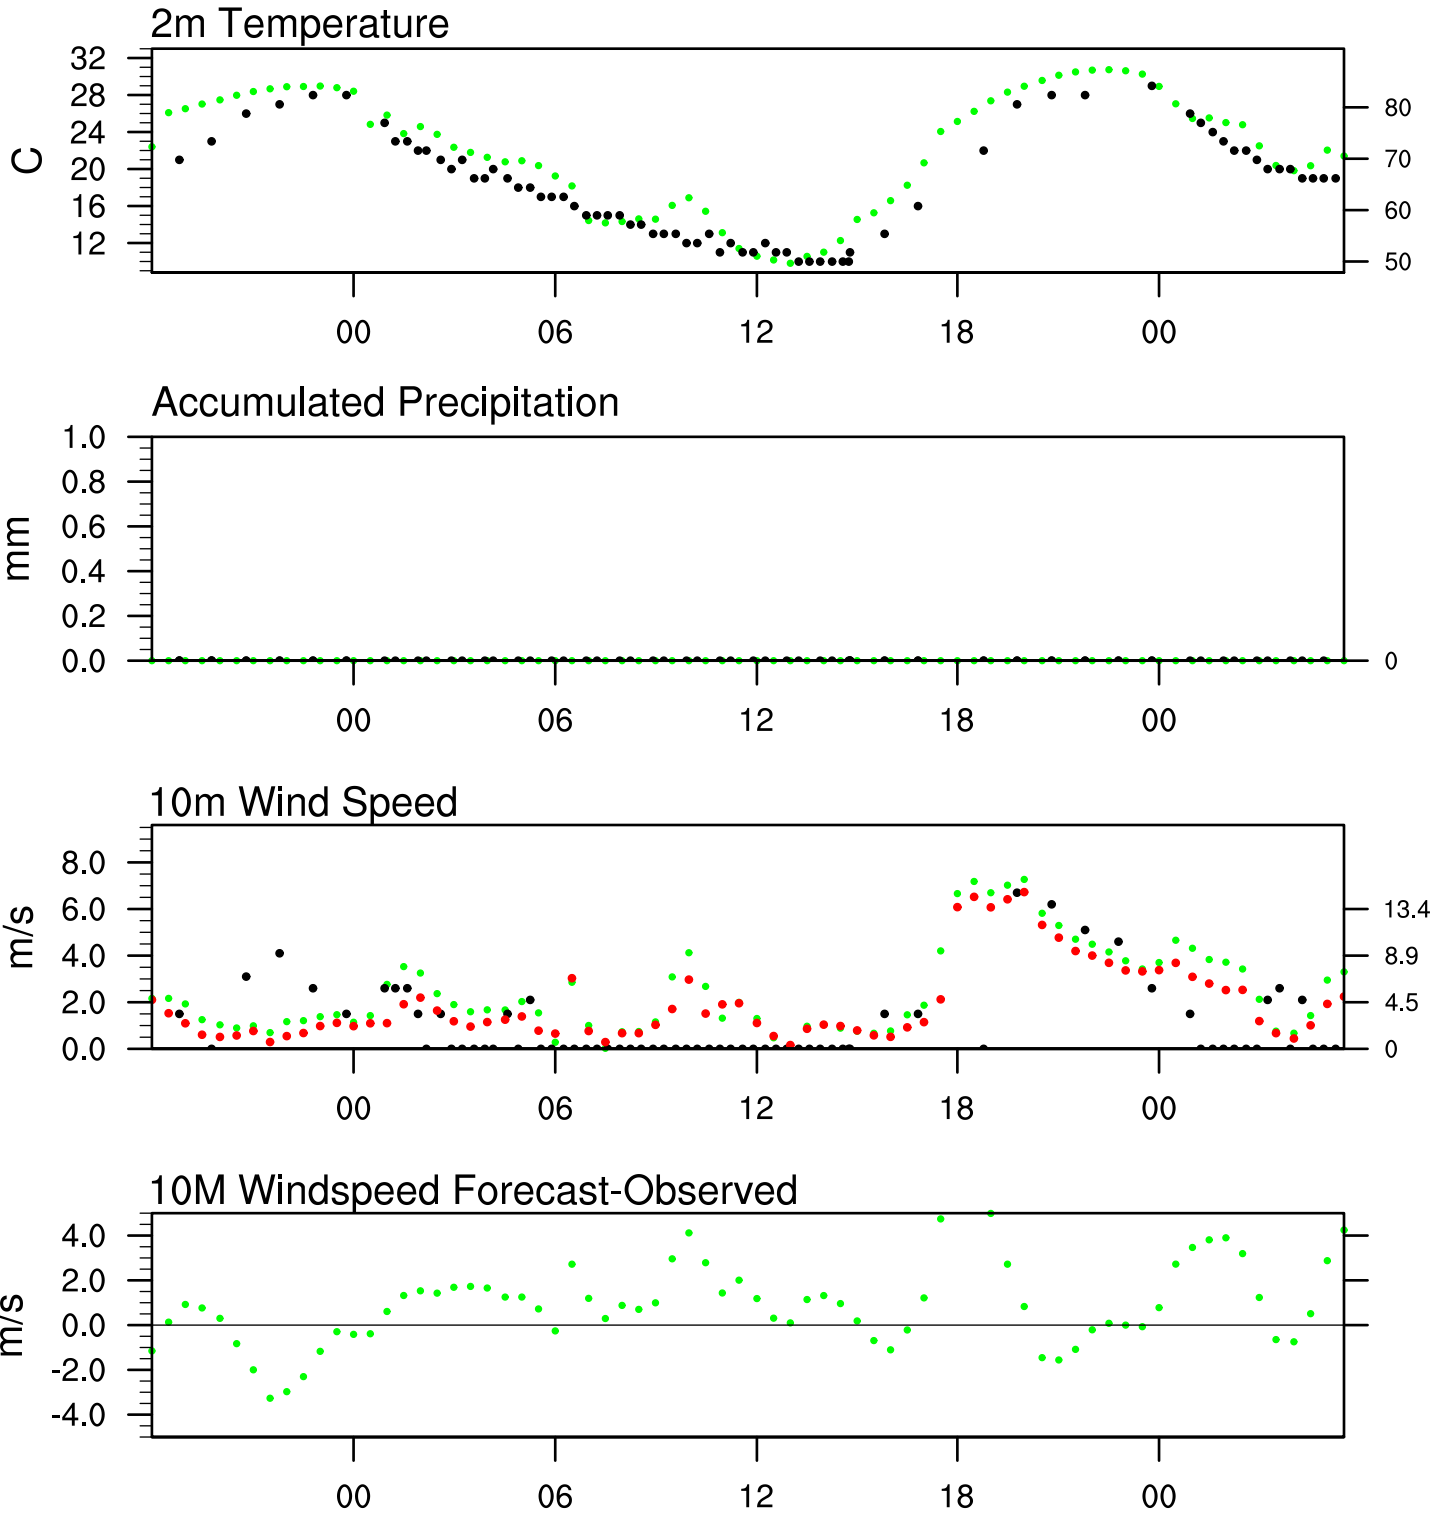 2m Temperature
32
28
24
20
16
12
C
80
70
60
50
00 06 12 18 00
Accumulated Precipitation
1.0
0.8
0.6
0.4
0.2
0.0
mm
0
00 06 12 18 00
10m Wind Speed
8.0
6.0
4.0
2.0
0.0
m/s
13.4
8.9
4.5
0
00 06 12 18 00
10M Windspeed Forecast-Observed
4.0
2.0
0.0
-2.0
-4.0
m/s
00 06 12 18 00